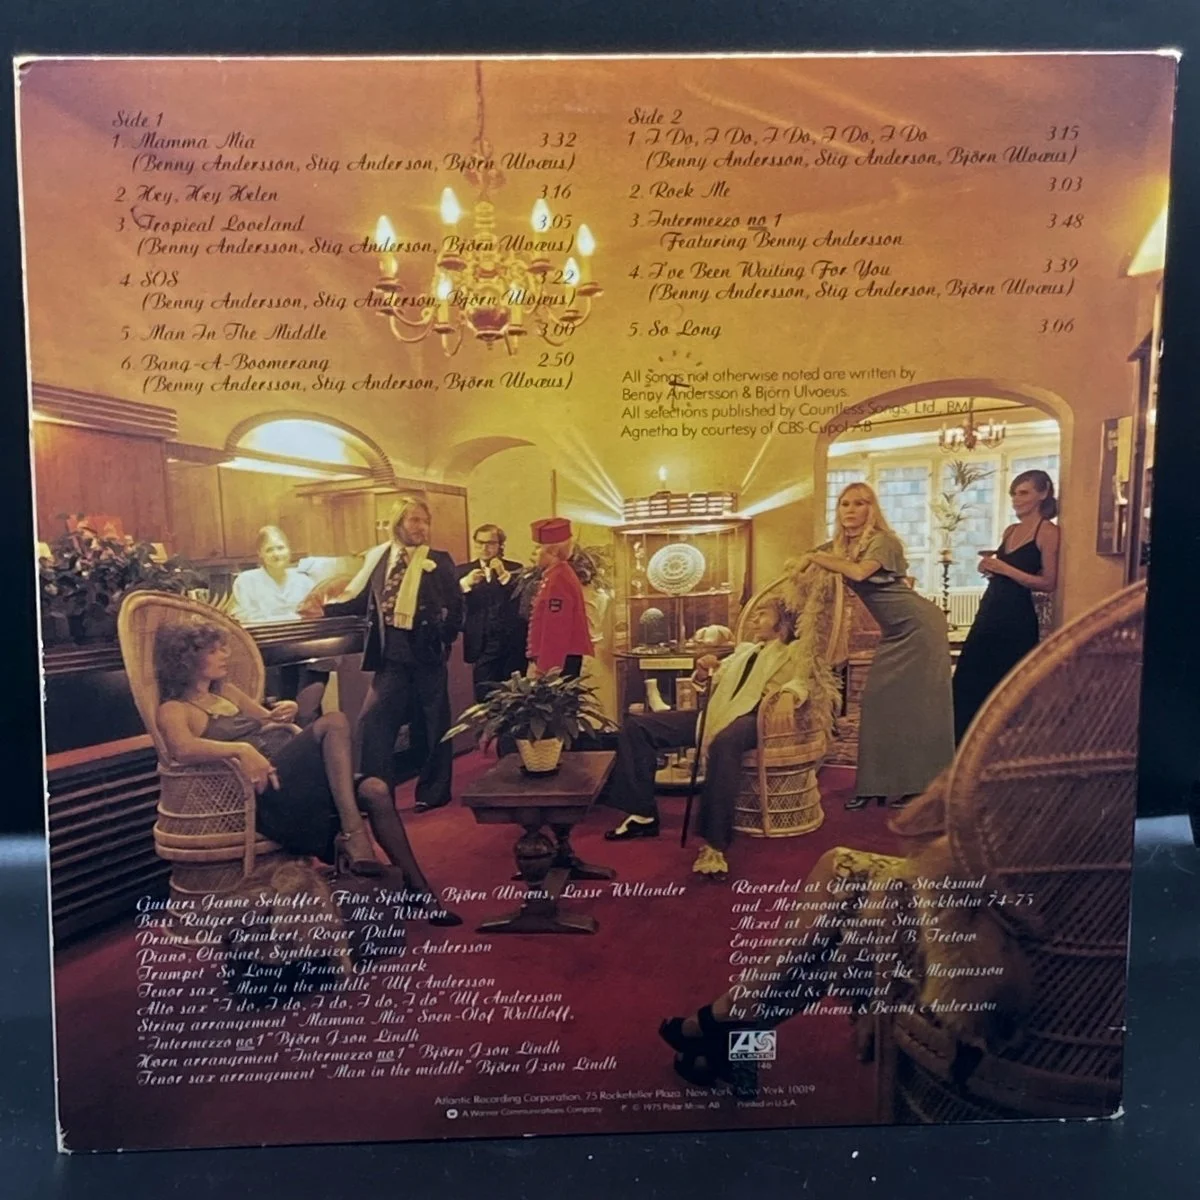 Side 1
1. Mamma Mia 3.32
(Benny Andersson, Stig Anderson, Björn Ulvæus)
2. Hey, Hey Helen 3.16
3. Tropical Loveland 3.05
(Benny Andersson, Stig Anderson, Björn Ulvæus)
4. SOS 3.22
(Benny Andersson, Stig Anderson, Björn Ulvæus)
5. Man In The Middle 3.00
6. Bang-A-Boomerang 2.50
(Benny Andersson, Stig Anderson, Björn Ulvæus)
Side 2
1. I Do, I Do, I Do, I Do, I Do 3.15
(Benny Andersson, Stig Anderson, Björn Ulvæus)
2. Rock Me 3.03
3. Intermezzo no 1 3.48
Featuring Benny Andersson
4. I've Been Waiting For You 3.39
(Benny Andersson, Stig Anderson, Björn Ulvæus)
5. So Long 3.06
All songs not otherwise noted are written by
Benny Andersson & Björn Ulvaeus.
All selections published by Countless Songs, Ltd., BMI
Agnetha by courtesy of CBS-Cupol AB
B
Guitars Janne Schaffer, Finn Sjöberg, Björn Ulvæus, Lasse Wellander
Bass Rutger Gunnarsson, Mike Watson
Drums Ola Brunkert, Roger Palm
Piano, Clavinet, Synthesizer Benny Andersson
Trumpet "So Long" Bruno Glenmark
Tenor sax "Man in the middle" Ulf Andersson
Alto sax "I do, I do, I do, I do, I do" Ulf Andersson
String arrangement "Mamma Mia" Sven-Olof Walldoff.
"Intermezzo no 1" Björn J:son Lindh
Horn arrangement "Intermezzo no 1" Björn J:son Lindh
Tenor sax arrangement "Man in the middle" Björn J:son Lindh
Recorded at Glenstudio, Stocksund
and Metronome Studio, Stockholm 74-75
Mixed at Metronome Studio
Engineered by Michael B. Tretow
Cover photo Ola Lager
Album Design Sten-Åke Magnusson
Produced & Arranged
by Björn Ulvæus & Benny Andersson
ATLANTIC
Atlantic Recording Corporation, 75 Rockefeller Plaza, New York, New York 10019
A Warner Communications Company ℗ © 1975 Polar Music AB Printed in U.S.A.